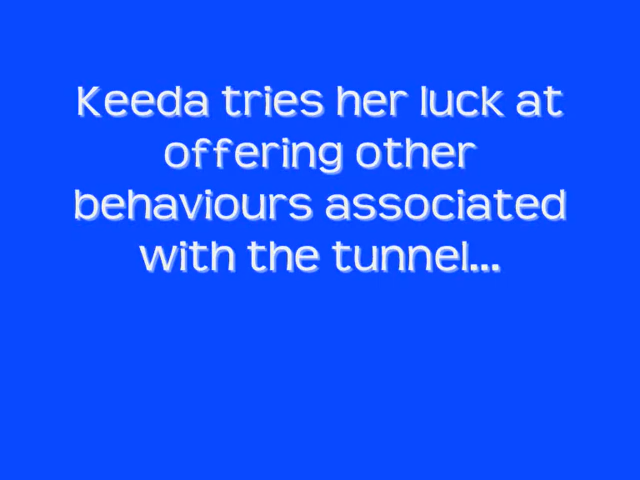 Keeda tries her luck at
offering other
behaviours associated
with the tunnel...